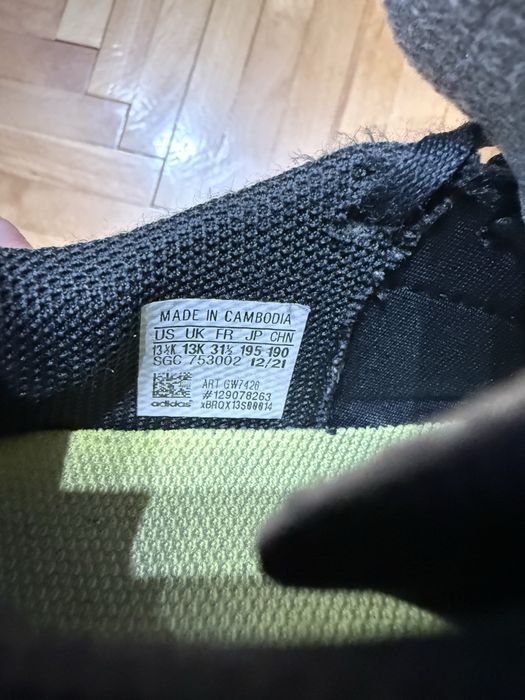 MADE IN CAMBODIA
US UK FR JP CHN
13½K 13K 31½ 195 190
SGC 753002 12/21
ART GW7426
#129078263
adidas xBRQX13S00014